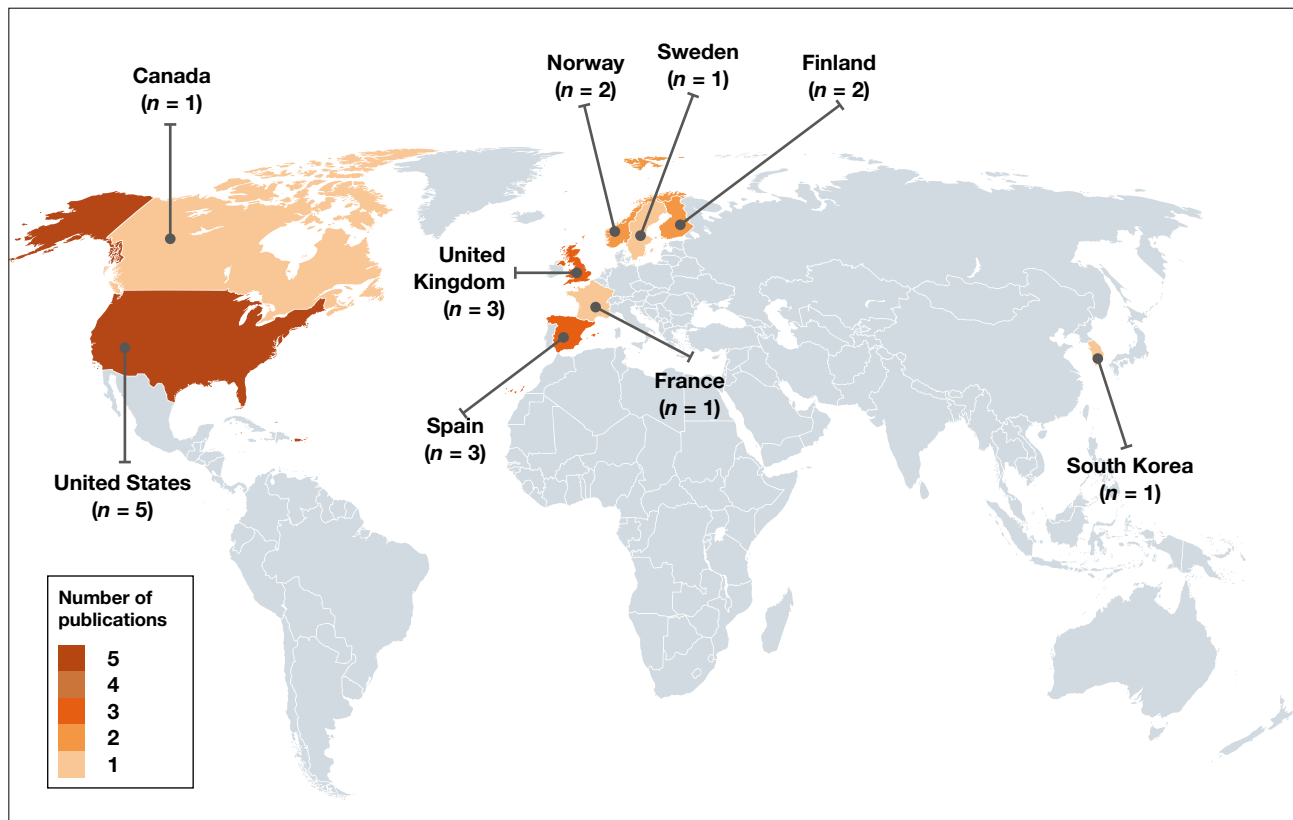 Canada
(n = 1)
Norway
(n = 2)
Sweden
(n = 1)
Finland
(n = 2)
United
Kingdom
(n = 3)
France
(n = 1)
Spain
(n = 3)
United States
(n = 5)
South Korea
(n = 1)
Number of
publications
5
4
3
2
1